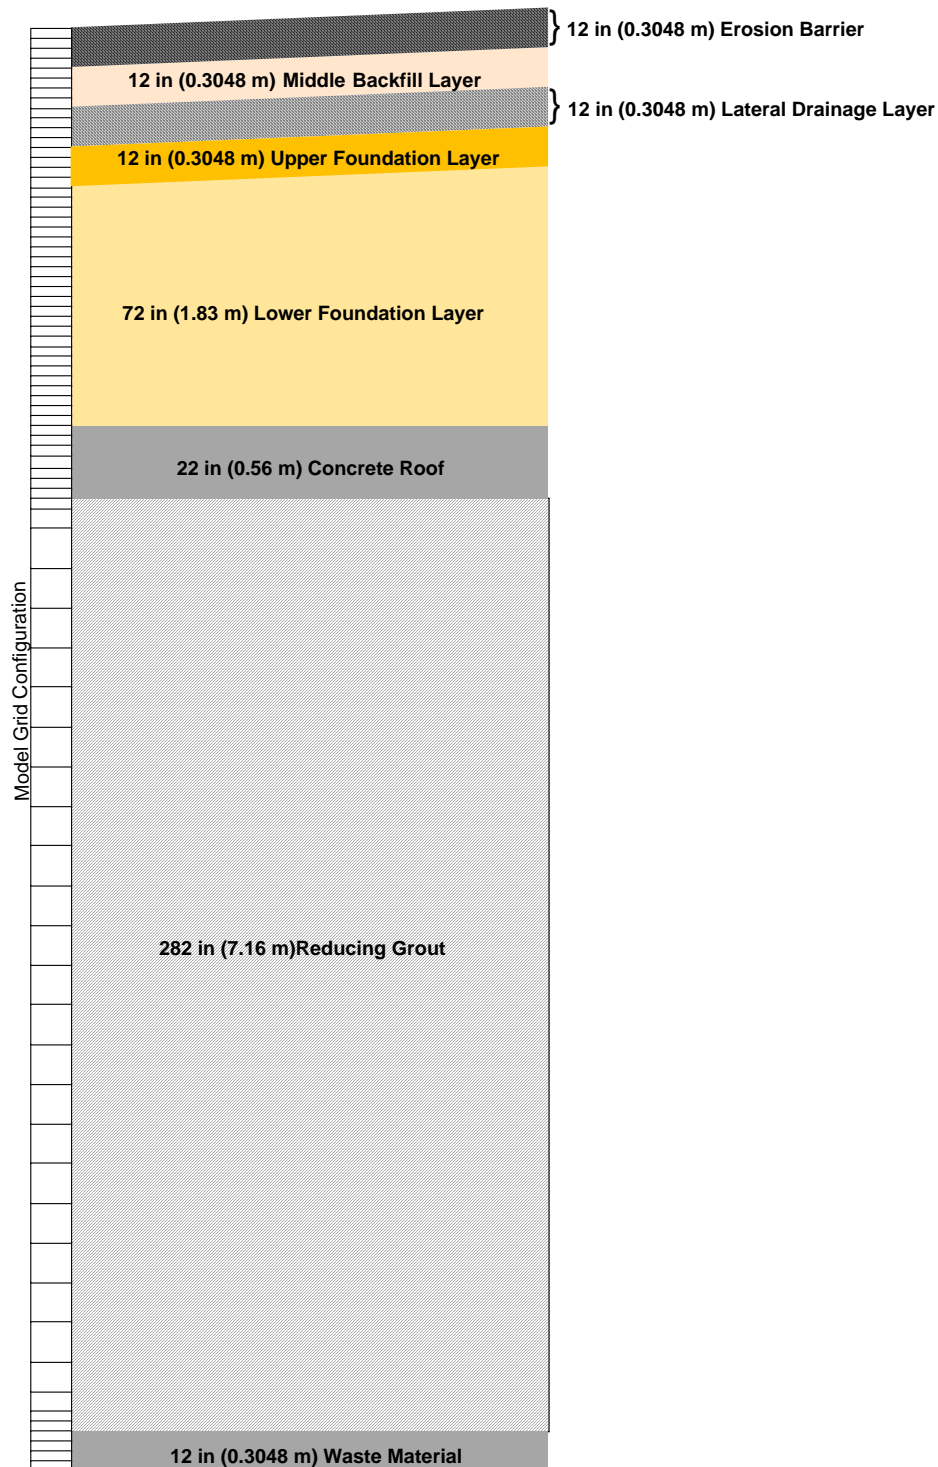 12 in (0.3048 m) Erosion Barrier
12 in (0.3048 m) Middle Backfill Layer
12 in (0.3048 m) Lateral Drainage Layer
12 in (0.3048 m) Upper Foundation Layer
72 in (1.83 m) Lower Foundation Layer
22 in (0.56 m) Concrete Roof
Model Grid Configuration
282 in (7.16 m)Reducing Grout
12 in (0.3048 m) Waste Material